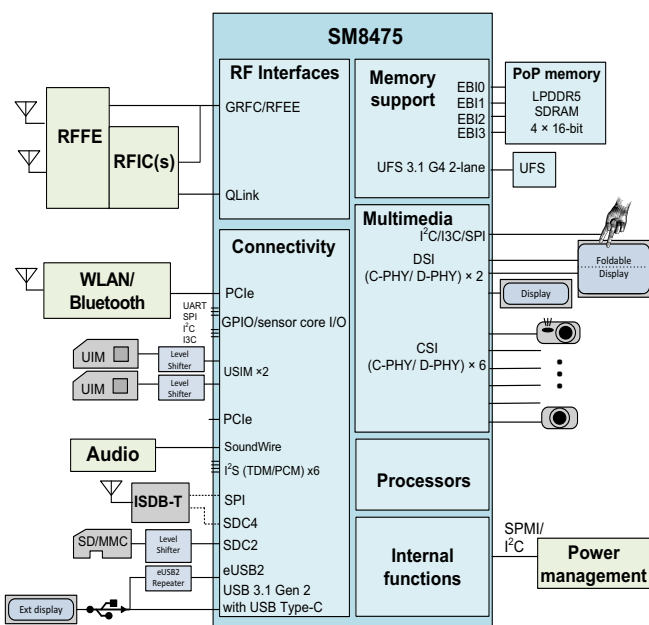 SM8475
RF Interfaces
GRFC/RFEE
QLink
RFFE
RFIC(s)
Memory
support
EBI0
EBI1
EBI2
EBI3
UFS 3.1 G4 2-lane
PoP memory
LPDDR5
SDRAM
4 × 16-bit
UFS
Multimedia
I²C/I3C/SPI
DSI
(C-PHY/ D-PHY) × 2
Foldable
Display
Display
CSI
(C-PHY/ D-PHY) × 6
Connectivity
WLAN/
Bluetooth
PCIe
UART
SPI
I²C
I3C
GPIO/sensor core I/O
UIM
Level
Shifter
UIM
Level
Shifter
USIM ×2
PCIe
Audio
SoundWire
I²S (TDM/PCM) x6
ISDB-T
SPI
SDC4
SD/MMC
Level
Shifter
SDC2
eUSB2
Repeater
eUSB2
USB 3.1 Gen 2
with USB Type-C
Ext display
Processors
Internal
functions
SPMI/
I²C
Power
management